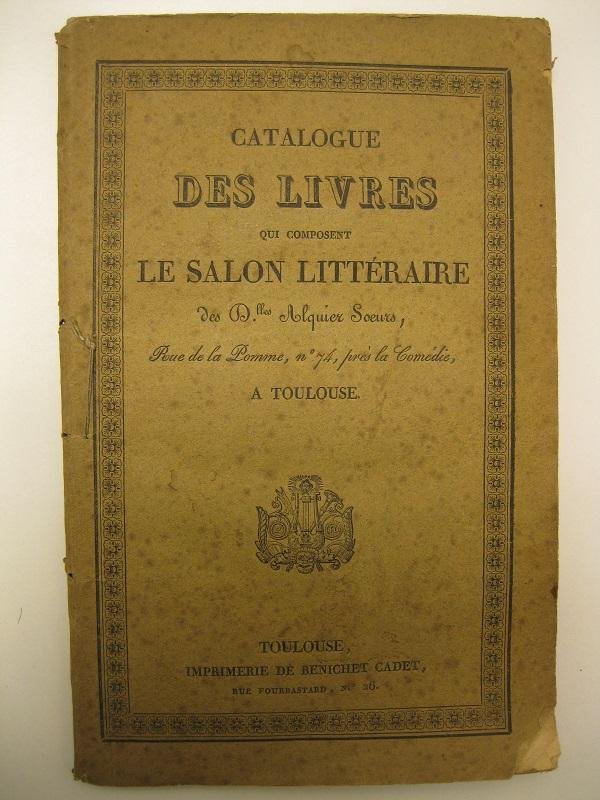 CATALOGUE
DES LIVRES
QUI COMPOSENT
LE SALON LITTÉRAIRE
des D.lles Alquier Sœurs,
Rue de la Pomme, n.º 74, près la Comédie,
A TOULOUSE.
TOULOUSE,
IMPRIMERIE DE BENICHET CADET,
RUE FOURBASTARD, N.º 26.